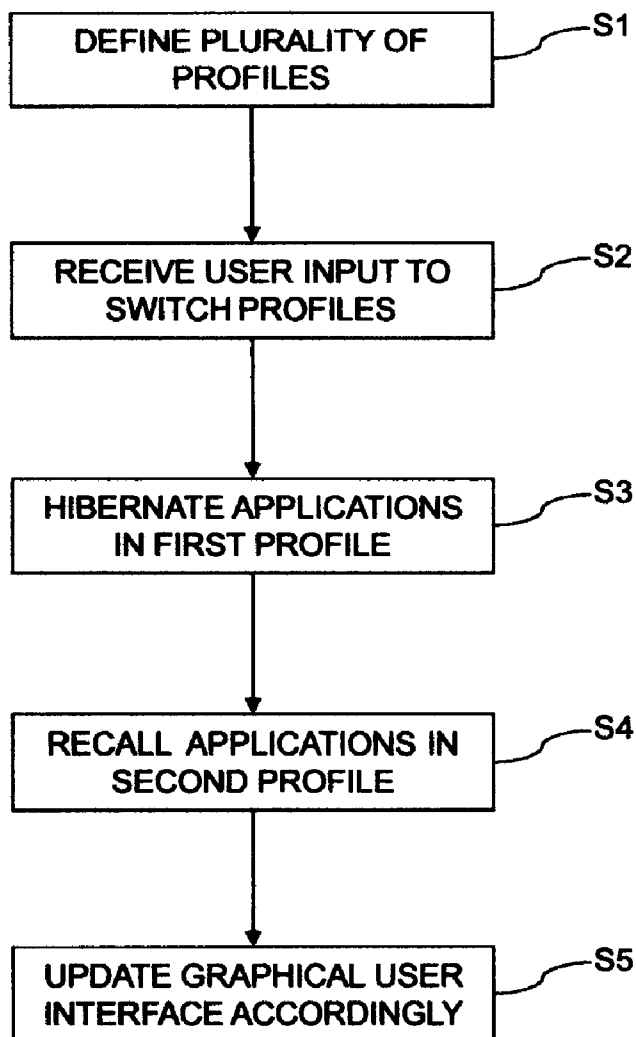 DEFINE PLURALITY OF
PROFILES
S1
RECEIVE USER INPUT TO
SWITCH PROFILES
S2
HIBERNATE APPLICATIONS
IN FIRST PROFILE
S3
RECALL APPLICATIONS IN
SECOND PROFILE
S4
UPDATE GRAPHICAL USER
INTERFACE ACCORDINGLY
S5